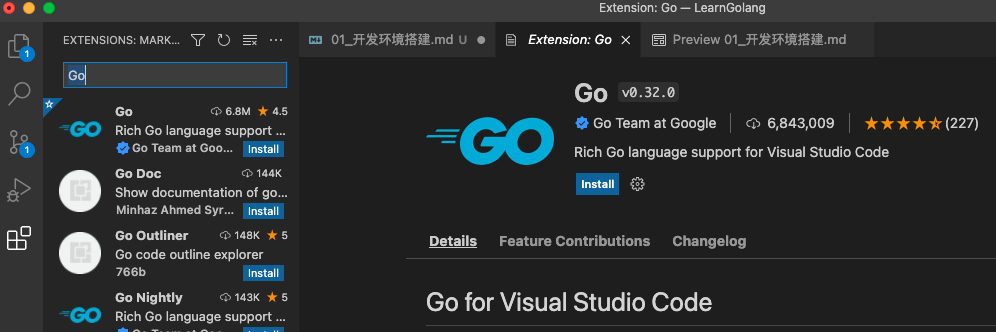 Extension: Go — LearnGolang
EXTENSIONS: MARK...
01_开发环境搭建.md U
Extension: Go
Preview 01_开发环境搭建.md
1
Go
Go 6.8M 4.5
Rich Go language support ...
Go Team at Goo... Install
Go Doc 144K
Show documentation of go...
Minhaz Ahmed Syr... Install
Go Outliner 148K 5
Go code outline explorer
766b Install
Go Nightly 143K 5
Rich Go language support ...
Go Team at Goo... Install
1
GO
Go v0.32.0
Go Team at Google 6,843,009 (227)
Rich Go language support for Visual Studio Code
Install
Details Feature Contributions Changelog
Go for Visual Studio Code